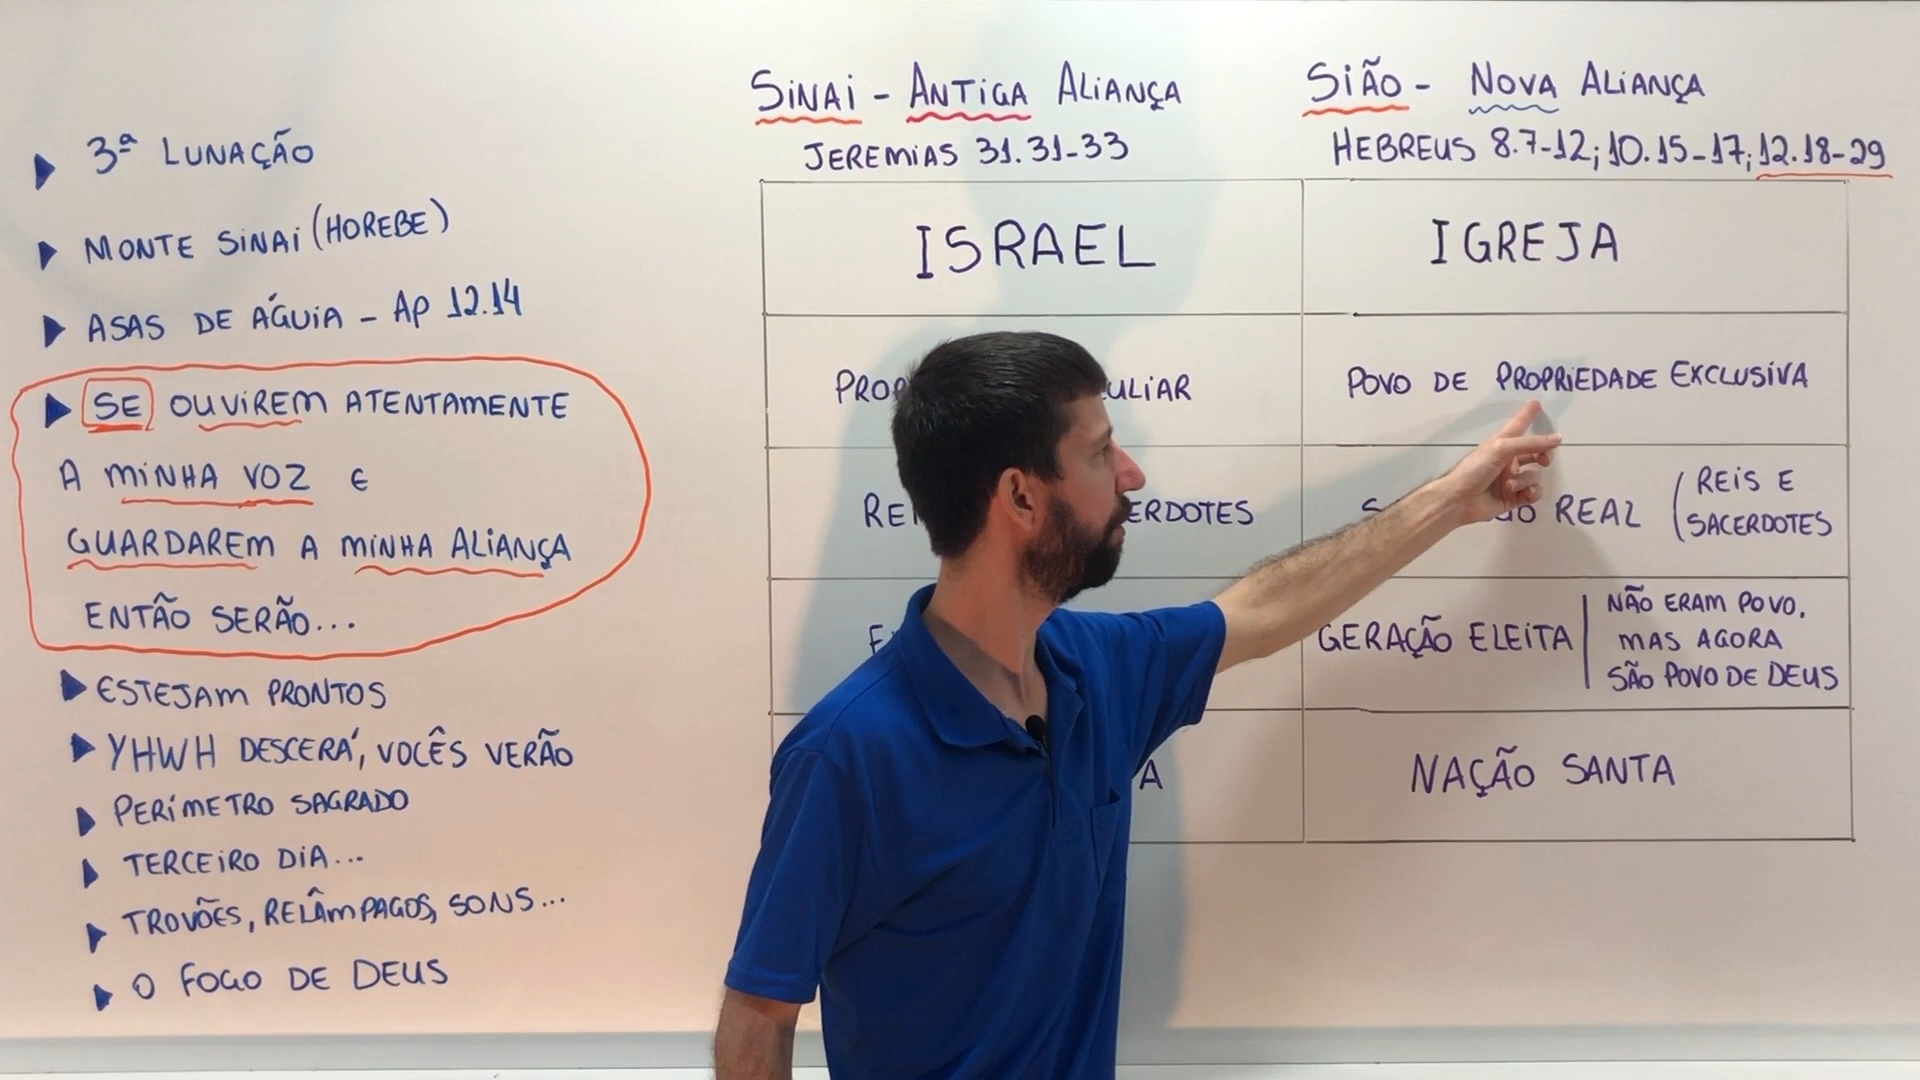 ▶ 3ª LUNAÇÃO
▶ MONTE SINAI (HOREBE)
▶ ASAS DE ÁGUIA - AP 12.14
▶ SE OUVIREM ATENTAMENTE
A MINHA VOZ E
GUARDAREM A MINHA ALIANÇA
ENTÃO SERÃO...
▶ ESTEJAM PRONTOS
▶ YHWH DESCERÁ, VOCÊS VERÃO
▶ PERÍMETRO SAGRADO
▶ TERCEIRO DIA...
▶ TROVÕES, RELÂMPAGOS, SONS...
▶ O FOGO DE DEUS
SINAI - ANTIGA ALIANÇA
JEREMIAS 31.31-33
SIÃO - NOVA ALIANÇA
HEBREUS 8.7-12; 10.15-17; 12.18-29
ISRAEL
IGREJA
POVO DE PROPRIEDADE EXCLUSIVA
REAL
(REIS E
SACERDOTES
GERAÇÃO ELEITA
NÃO ERAM POVO,
MAS AGORA
SÃO POVO DE DEUS
NAÇÃO SANTA